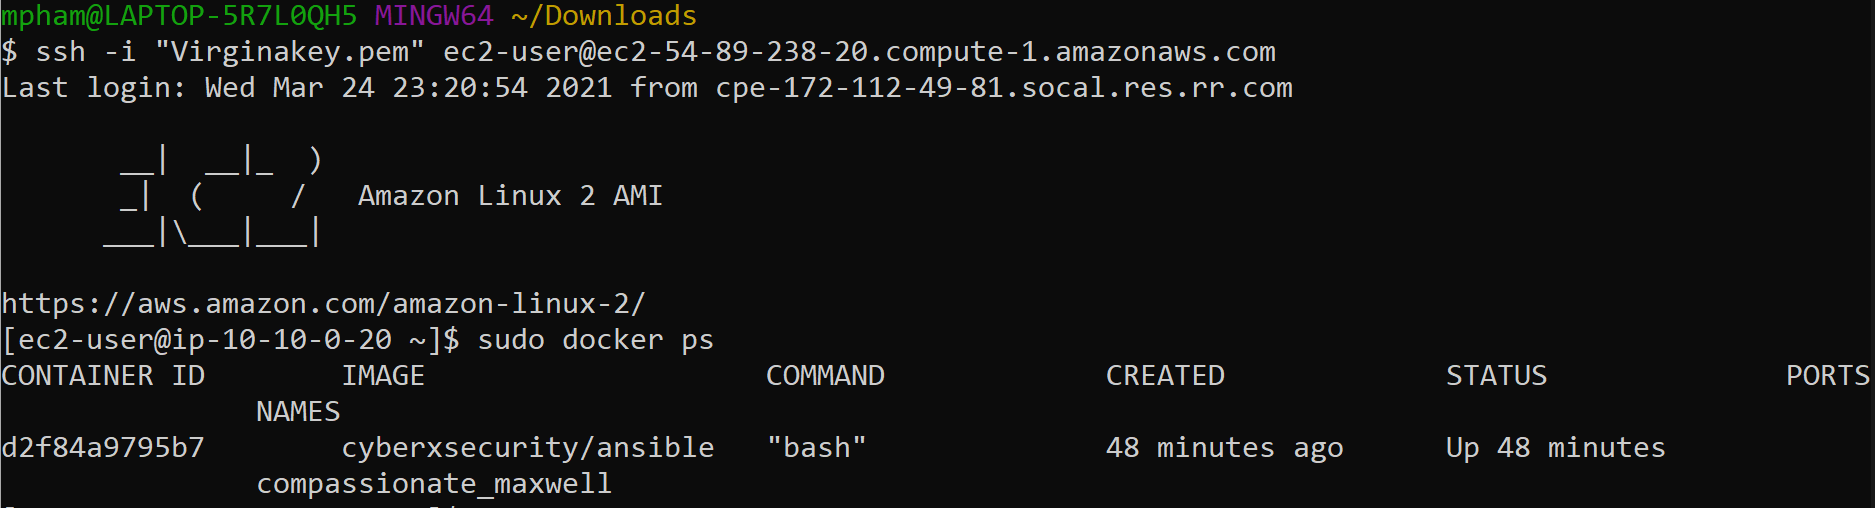 mpham@LAPTOP-5R7L0QH5 MINGW64 ~/Downloads
$ ssh -i "Virginakey.pem" ec2-user@ec2-54-89-238-20.compute-1.amazonaws.com
Last login: Wed Mar 24 23:20:54 2021 from cpe-172-112-49-81.socal.res.rr.com

       __|  __|_  )
       _|  (     /   Amazon Linux 2 AMI
      ___|\___|___|

https://aws.amazon.com/amazon-linux-2/
[ec2-user@ip-10-10-0-20 ~]$ sudo docker ps
CONTAINER ID        IMAGE                    COMMAND             CREATED             STATUS              PORTS
               NAMES
d2f84a9795b7        cyberxsecurity/ansible   "bash"              48 minutes ago      Up 48 minutes
               compassionate_maxwell